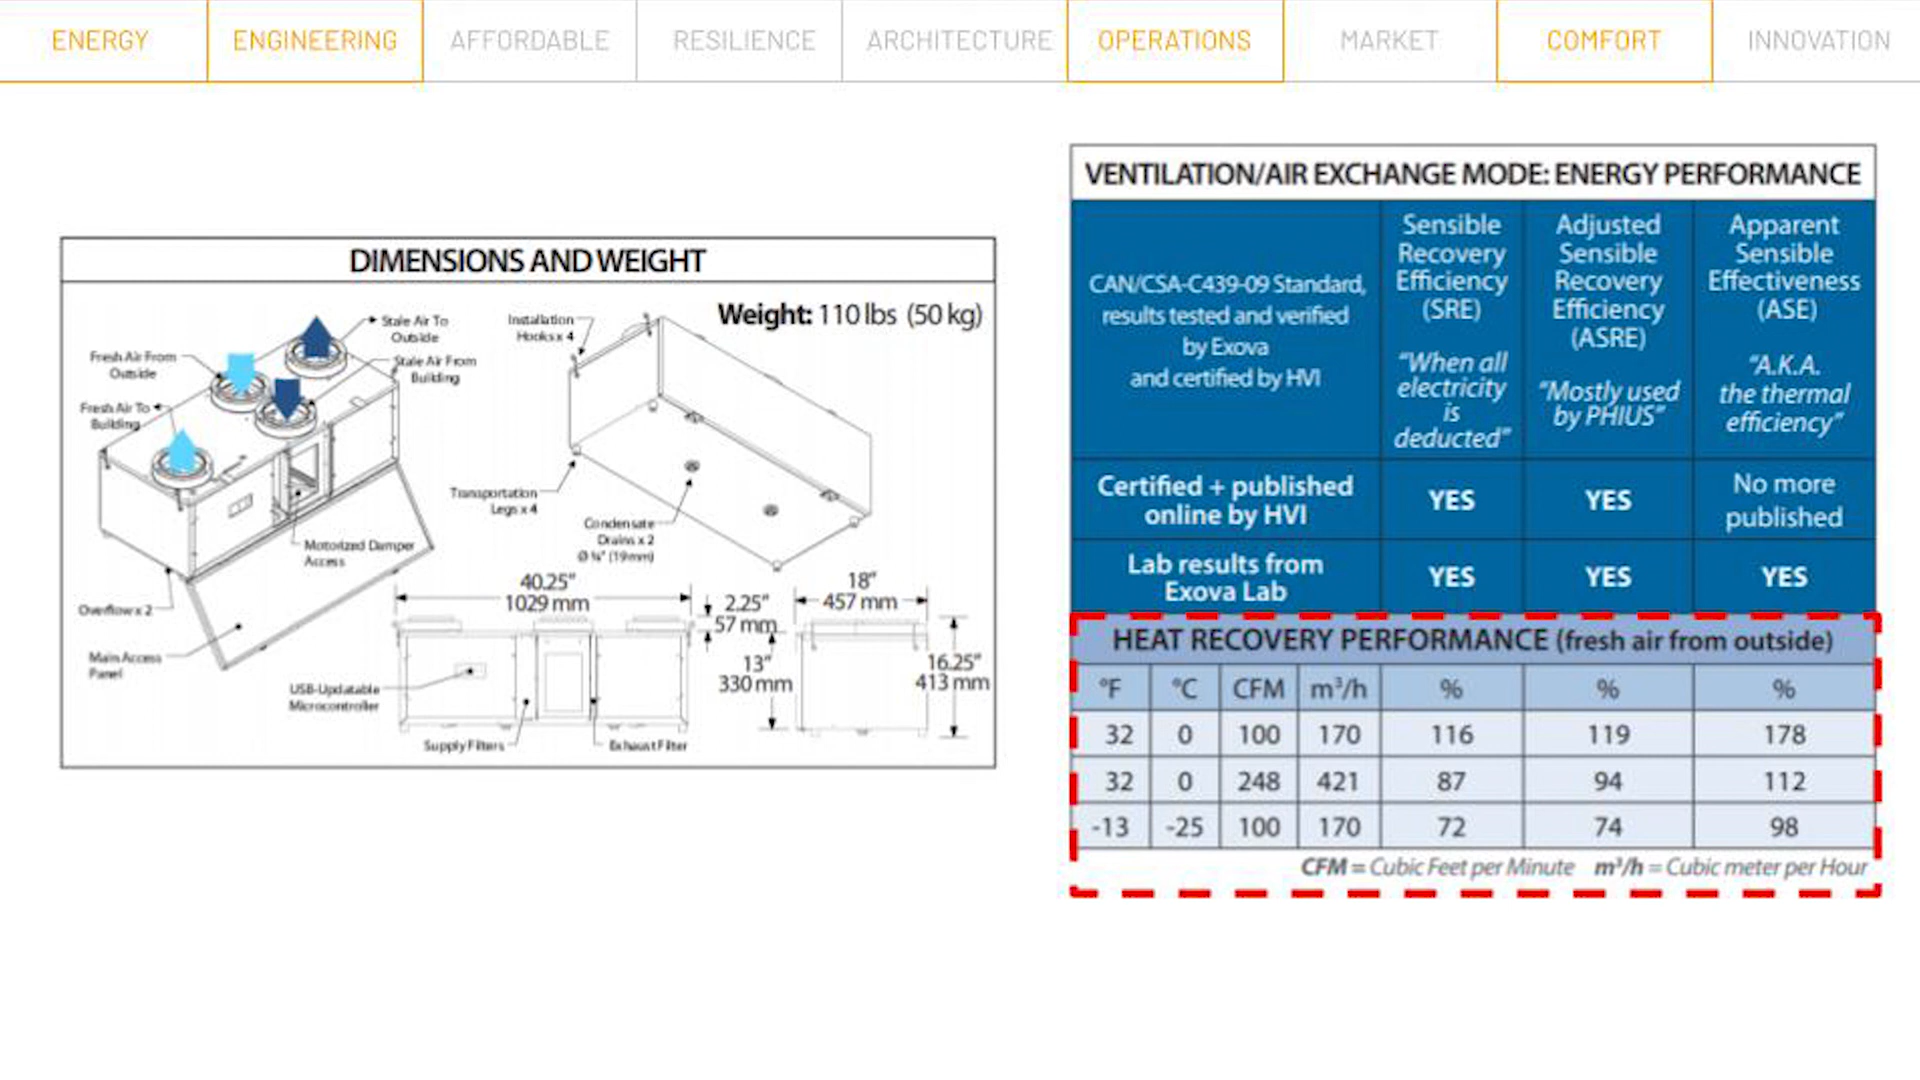 ENERGY
ENGINEERING
AFFORDABLE
RESILIENCE
ARCHITECTURE
OPERATIONS
MARKET
COMFORT
INNOVATION
DIMENSIONS AND WEIGHT
Weight: 110 lbs (50 kg)
Stale Air To
Outside
Stale Air From
Building
Fresh Air From
Outside
Fresh Air To
Building
Installation
Hooks x 4
Transportation
Legs x 4
Condensate
Drains x 2
Ø ¾" (19mm)
Motorized Damper
Access
Overflow x 2
Main Access
Panel
40.25"
1029 mm
2.25"
57 mm
18"
457 mm
13"
330 mm
16.25"
413 mm
USB-Updatable
Microcontroller
Supply Filters
Exhaust Filter
VENTILATION/AIR EXCHANGE MODE: ENERGY PERFORMANCE
CAN/CSA-C439-09 Standard,
results tested and verified
by Exova
and certified by HVI
Sensible
Recovery
Efficiency
(SRE)
"When all
electricity
is
deducted"
Adjusted
Sensible
Recovery
Efficiency
(ASRE)
"Mostly used
by PHIUS"
Apparent
Sensible
Effectiveness
(ASE)
"A.K.A.
the thermal
efficiency"
Certified + published
online by HVI
YES
YES
No more
published
Lab results from
Exova Lab
YES
YES
YES
HEAT RECOVERY PERFORMANCE (fresh air from outside)
°F °C CFM m³/h % % %
32 0 100 170 116 119 178
32 0 248 421 87 94 112
-13 -25 100 170 72 74 98
CFM = Cubic Feet per Minute m³/h = Cubic meter per Hour